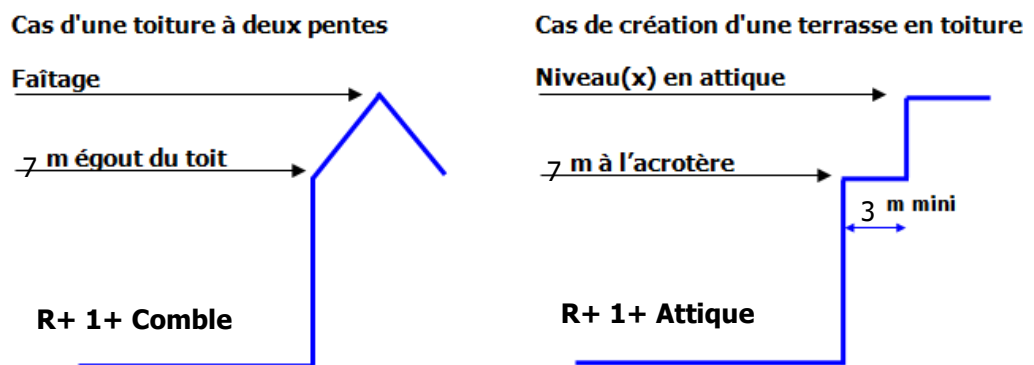 Cas d'une toiture à deux pentes
Faîtage
7 m égout du toit
R+ 1+ Comble
Cas de création d'une terrasse en toiture
Niveau(x) en attique
7 m à l’acrotère
3 m mini
R+ 1+ Attique